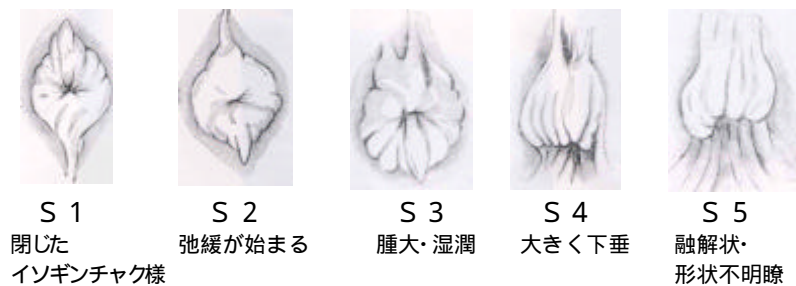 S 1
閉じた
イソギンチャク様
S 2
弛緩が始まる
S 3
腫大・湿潤
S 4
大きく下垂
S 5
融解状・
形状不明瞭